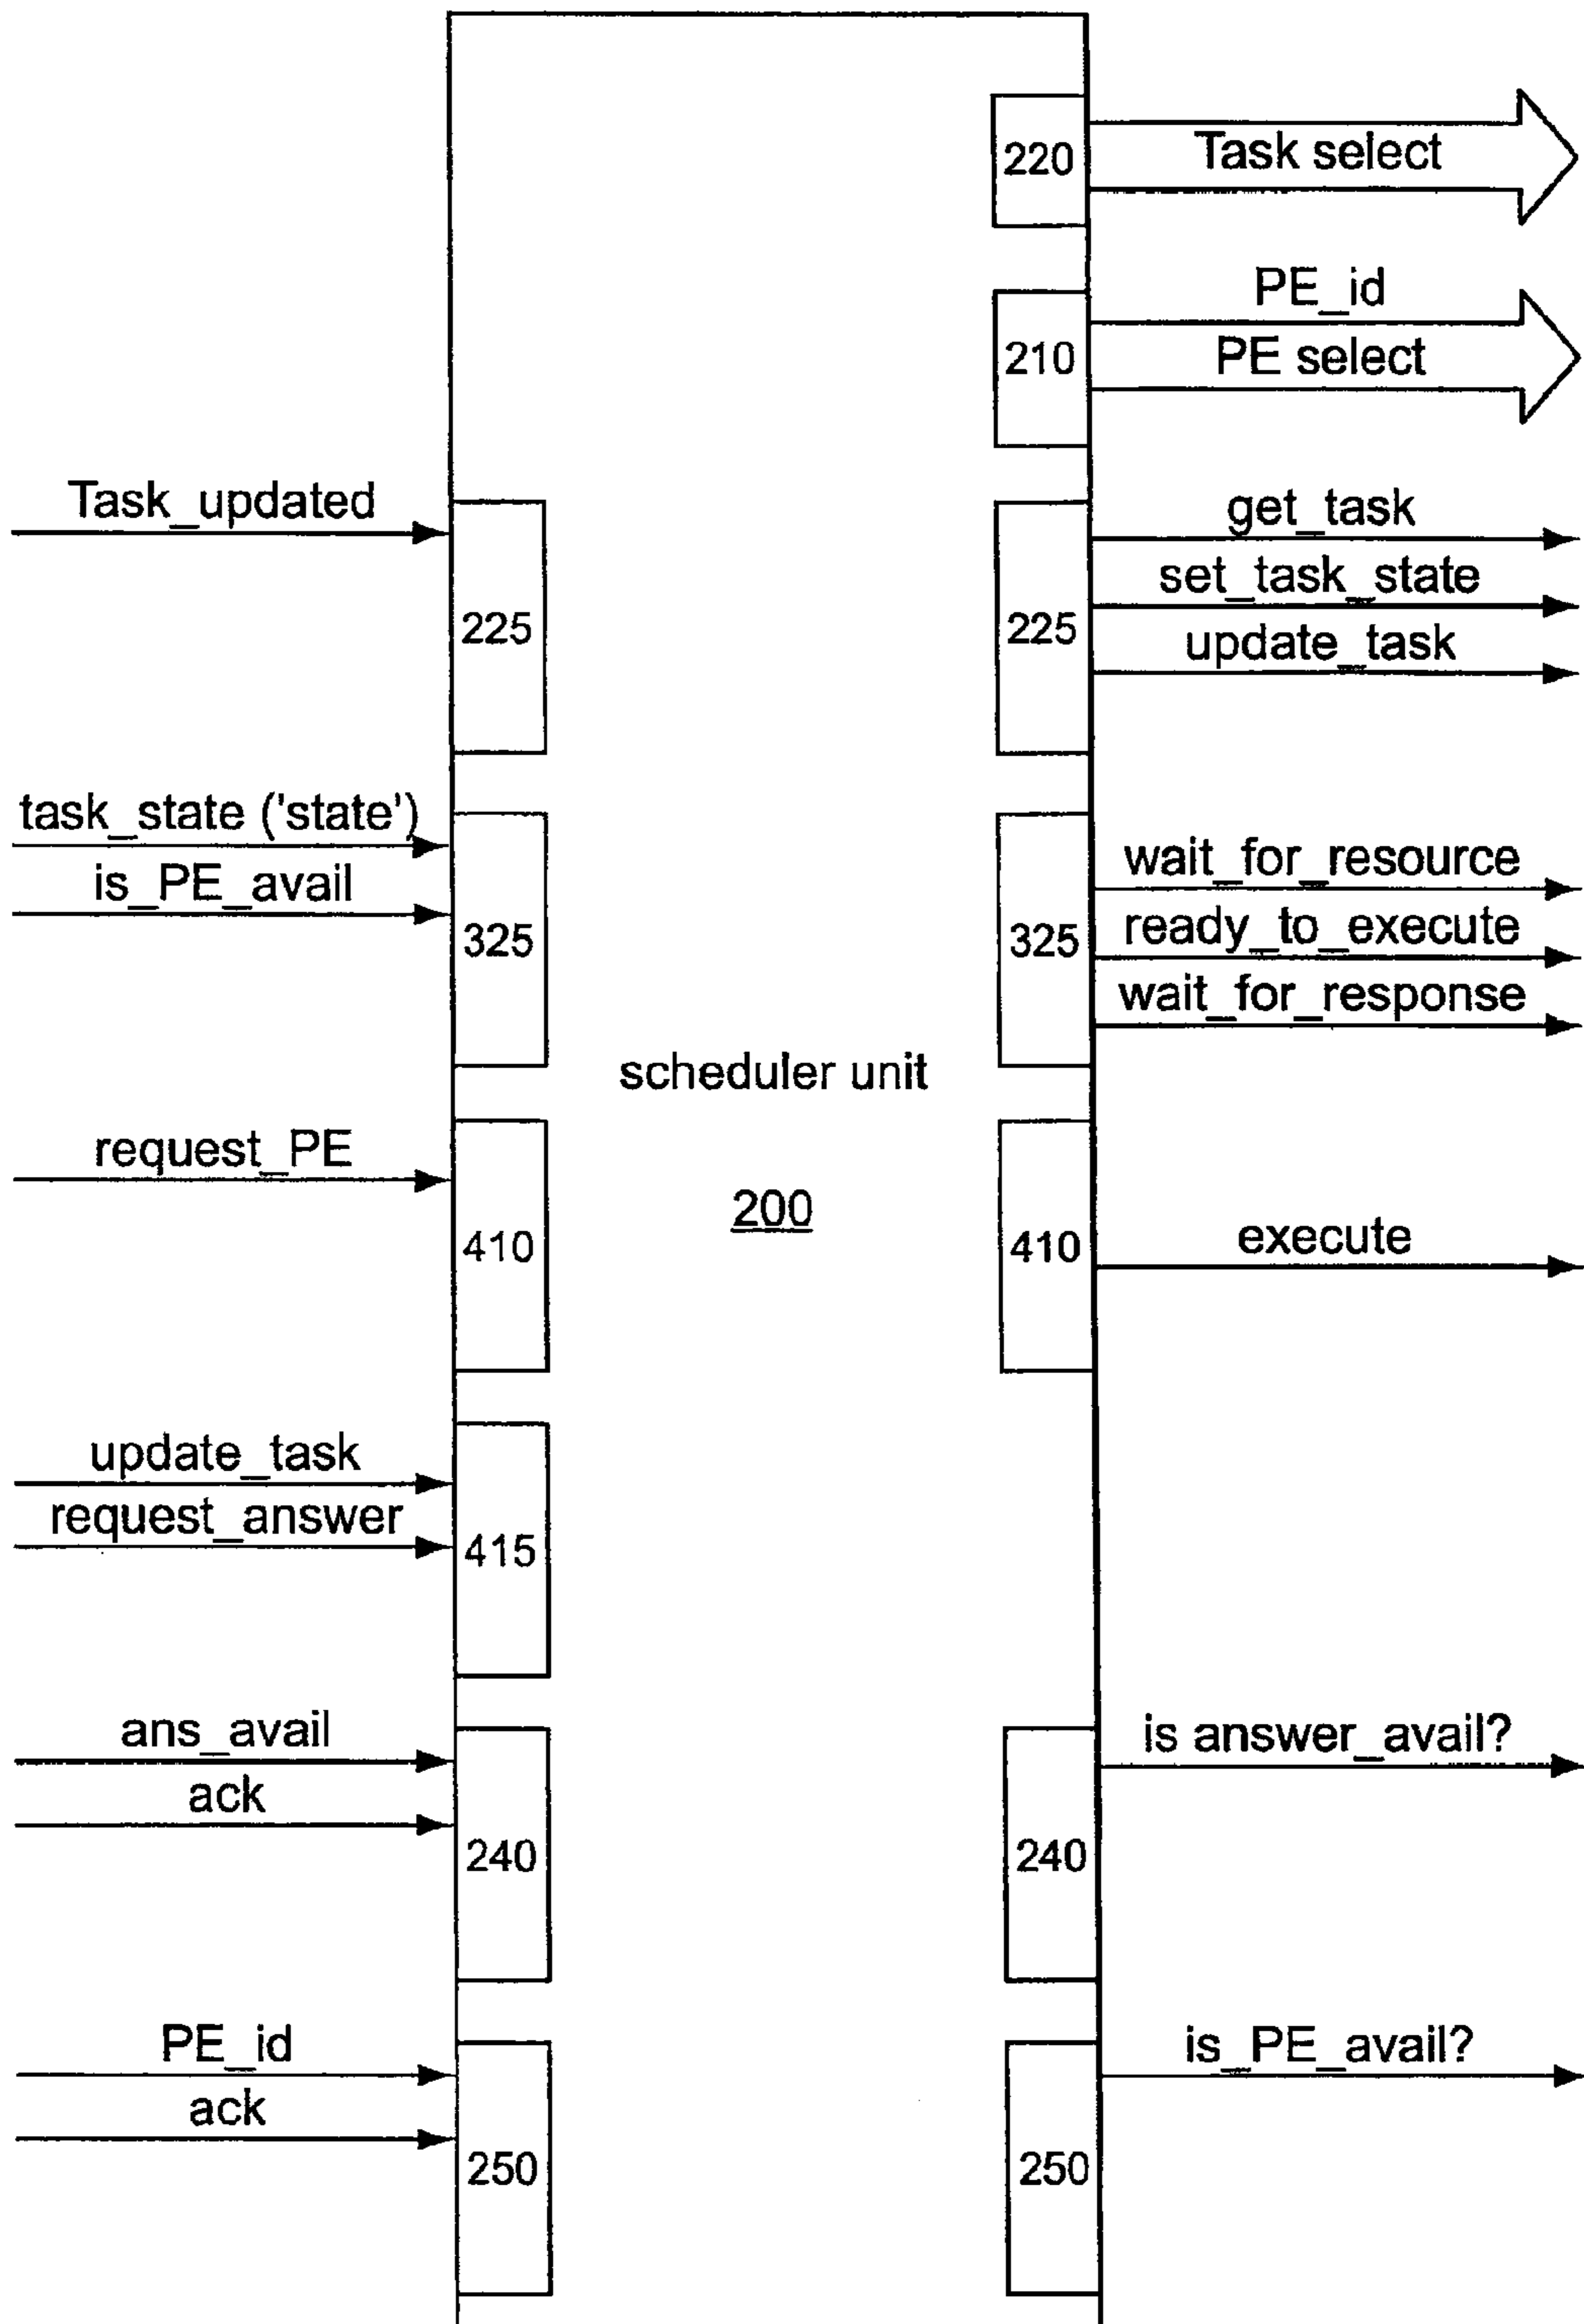 220
Task select
PE_id
210
PE select
Task_updated
get_task
set_task_state
225
225
update_task
task_state ('state')
is_PE_avail
wait_for_resource
325
325
ready_to_execute
wait_for_response
scheduler unit
request_PE
200
410
410
execute
update_task
request_answer
415
ans_avail
is answer_avail?
ack
240
240
PE_id
is_PE_avail?
ack
250
250